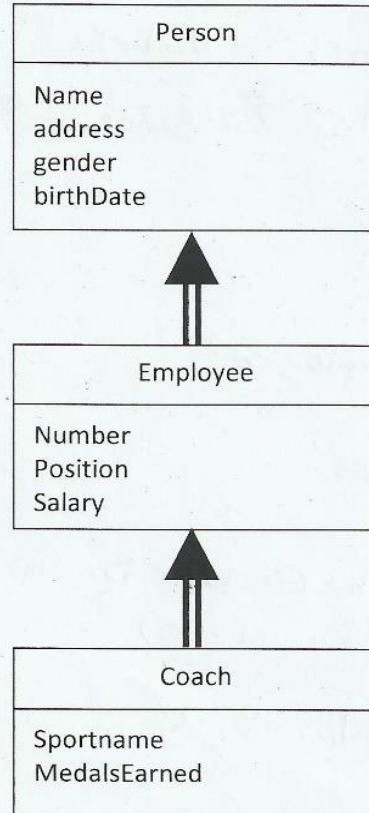 Person
Name
address
gender
birthDate
Employee
Number
Position
Salary
Coach
Sportname
MedalsEarned